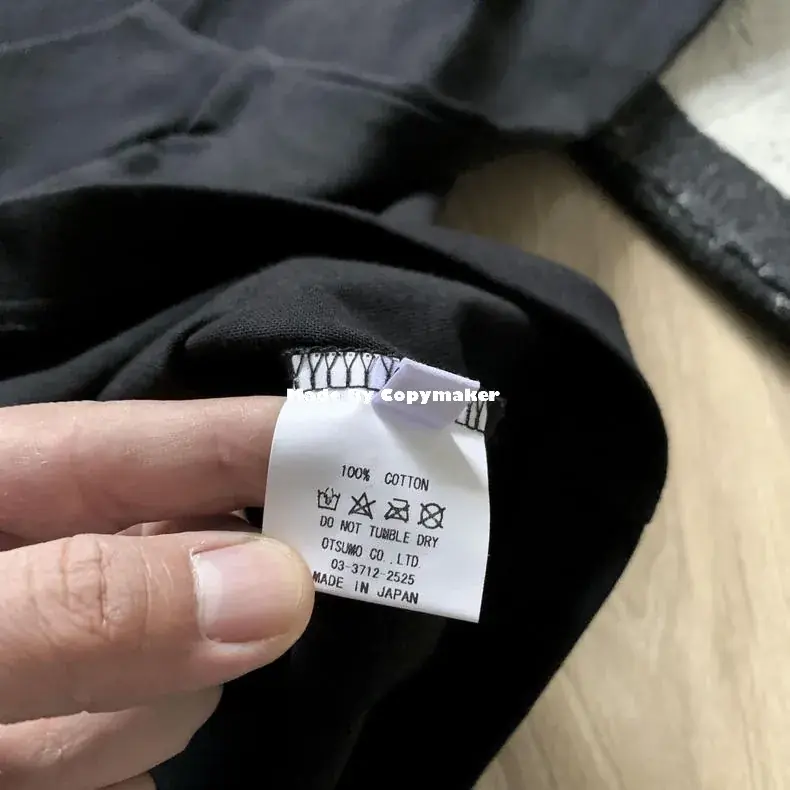 Made By Copymaker
100% COTTON
DO NOT TUMBLE DRY
OTSUMO CO.,LTD.
03-3712-2525
MADE IN JAPAN